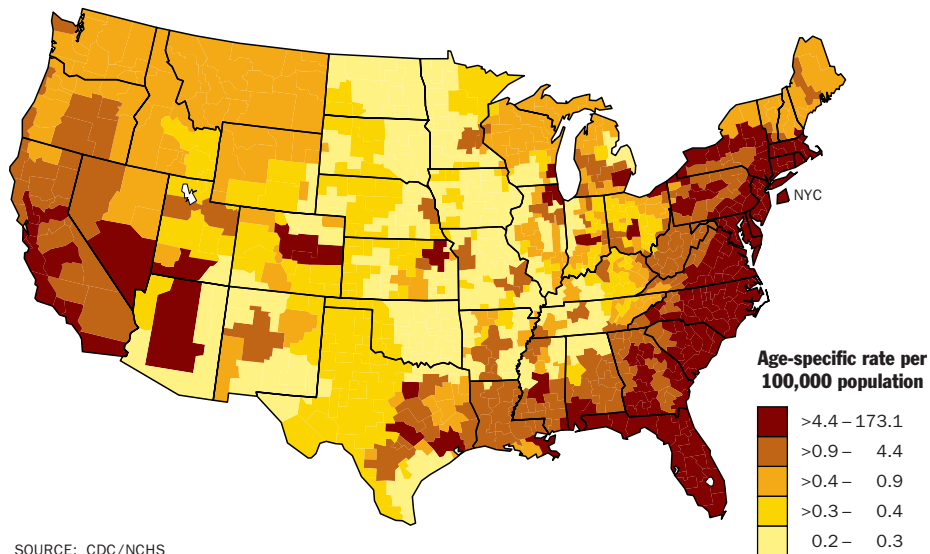 NYC
Age-specific rate per
100,000 population
>4.4 – 173.1
>0.9 – 4.4
>0.4 – 0.9
>0.3 – 0.4
0.2 – 0.3
SOURCE: CDC/NCHS